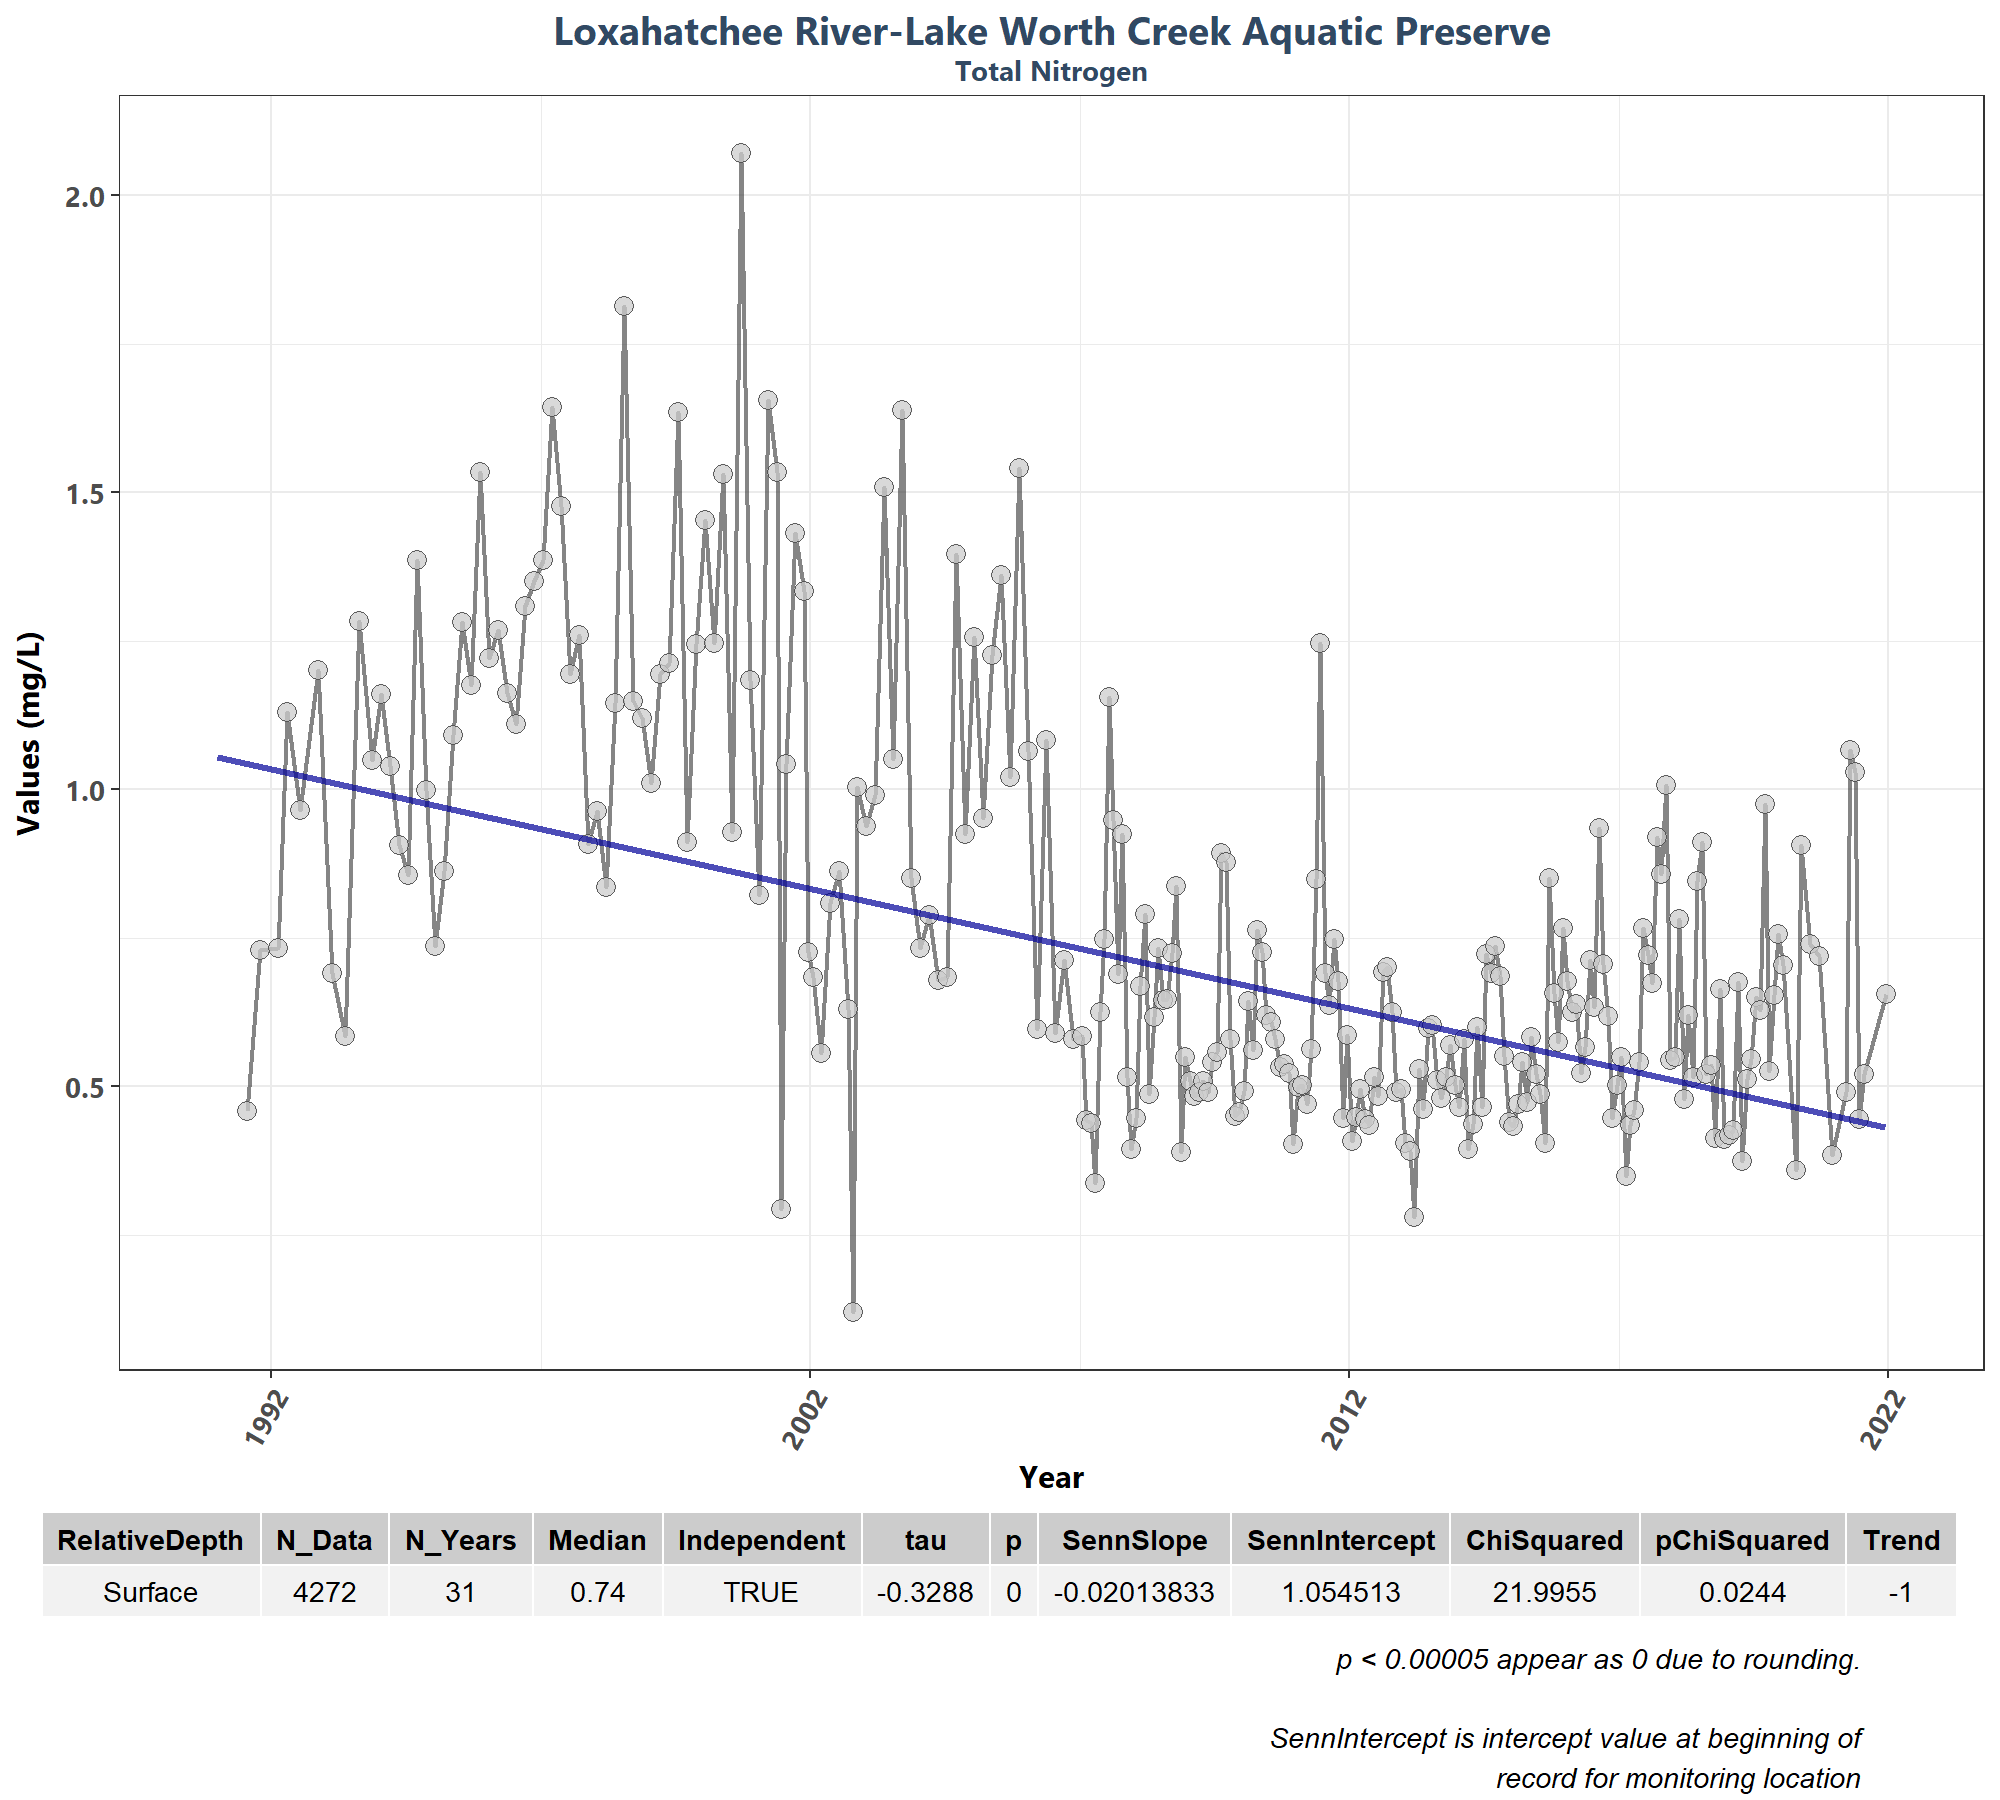 Loxahatchee River-Lake Worth Creek Aquatic Preserve
Total Nitrogen
Values (mg/L)
2.0
1.5
1.0
0.5
1992 2002 2012 2022
Year
RelativeDepth N_Data N_Years Median Independent tau p SennSlope SennIntercept ChiSquared pChiSquared Trend
Surface 4272 31 0.74 TRUE -0.3288 0 -0.02013833 1.054513 21.9955 0.0244 -1
p < 0.00005 appear as 0 due to rounding.
SennIntercept is intercept value at beginning of
record for monitoring location